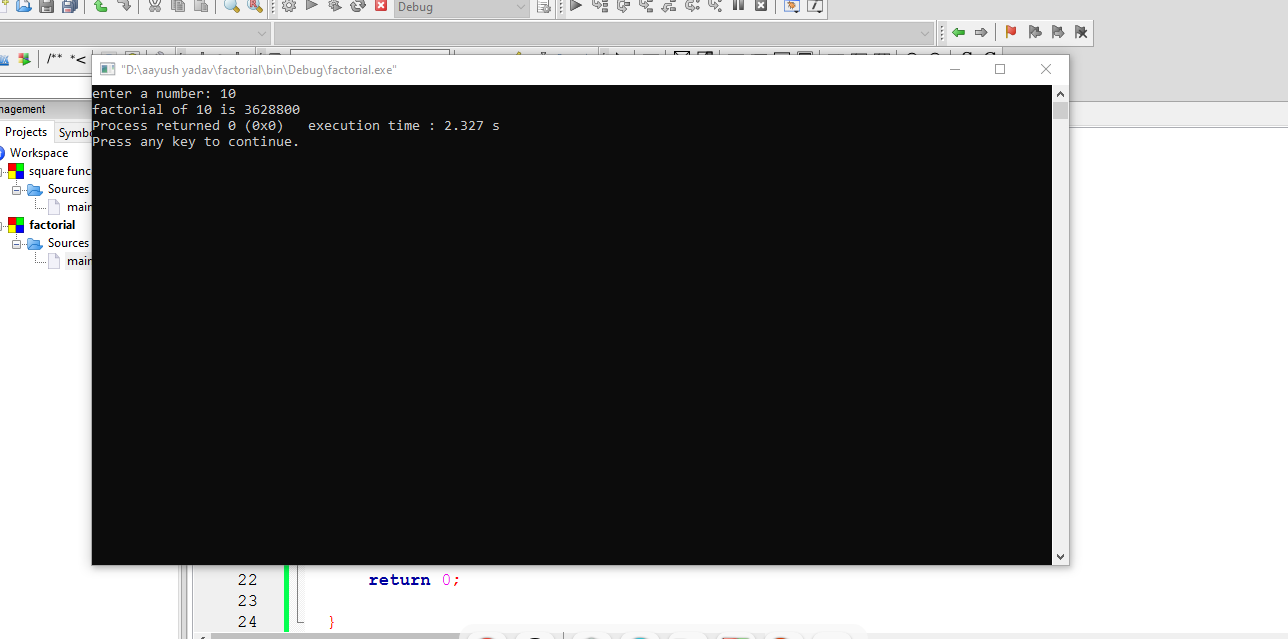 Debug
/** *<
"D:\aayush yadav\factorial\bin\Debug\factorial.exe"
enter a number: 10
factorial of 10 is 3628800
Process returned 0 (0x0)   execution time : 2.327 s
Press any key to continue.
nagement
Projects Symbo
Workspace
square func
Sources
main
factorial
Sources
main
22 return 0;
23
24 }